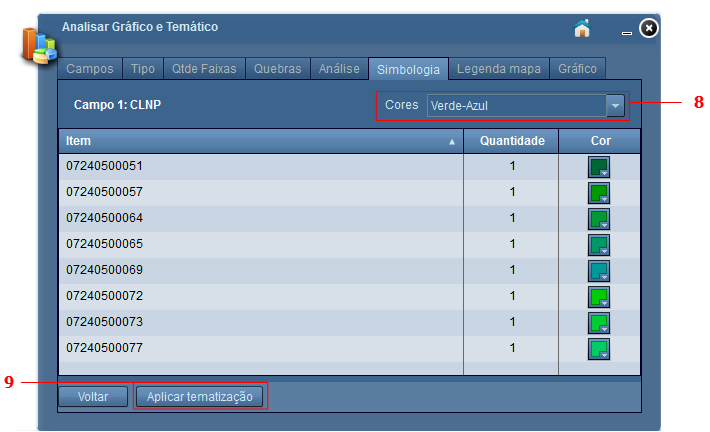 Analisar Gráfico e Temático
Campos Tipo Qtde Faixas Quebras Análise Simbologia Legenda mapa Gráfico
Campo 1: CLNP Cores Verde-Azul 8
Item Quantidade Cor
07240500051 1
07240500057 1
07240500064 1
07240500065 1
07240500069 1
07240500072 1
07240500073 1
07240500077 1
9
Voltar Aplicar tematização